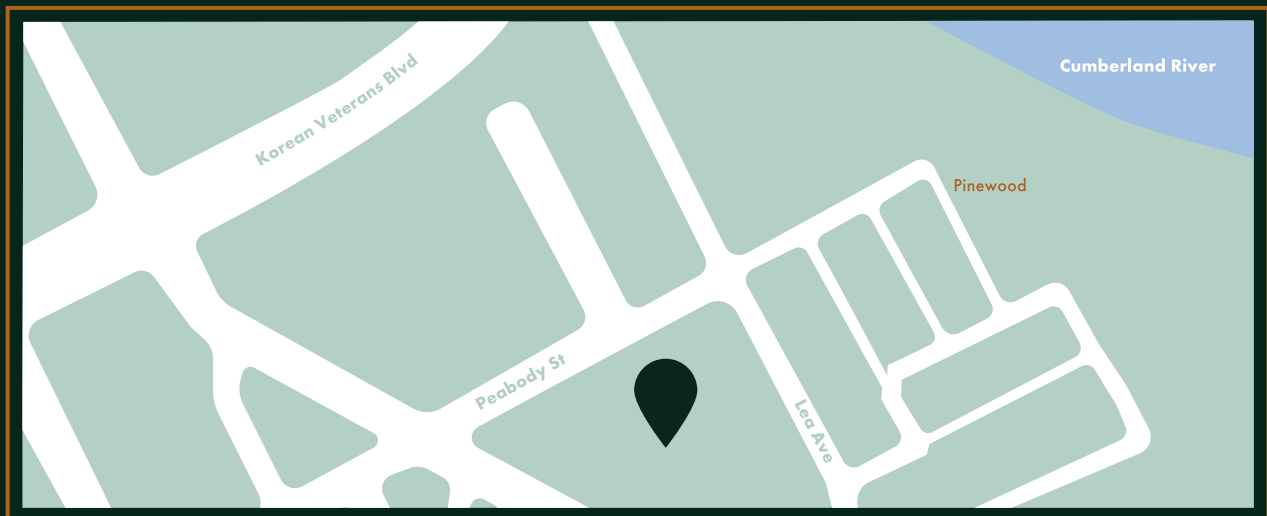 Cumberland River
Korean Veterans Blvd
Pinewood
Peabody St
Lea Ave